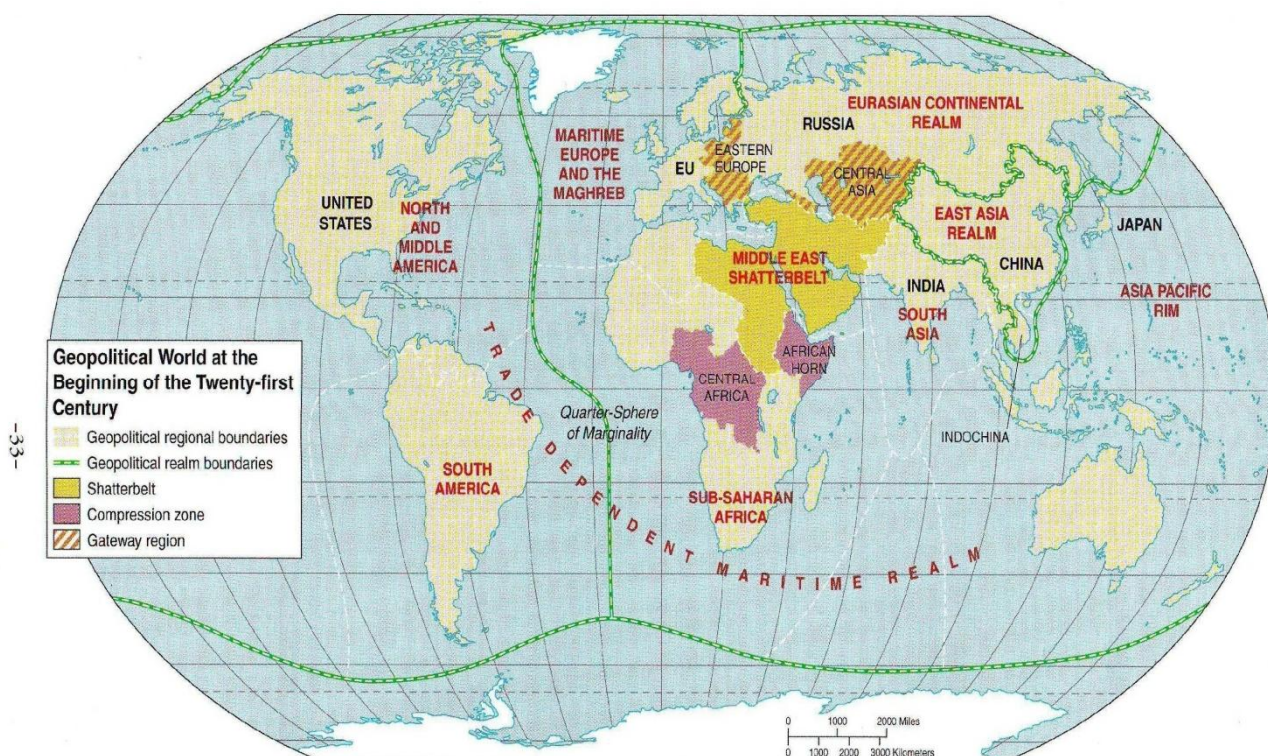 EURASIAN CONTINENTAL
REALM
RUSSIA
MARITIME
EUROPE
AND THE
MAGHREB
EASTERN
EUROPE
EU
CENTRAL
ASIA
UNITED
STATES
NORTH
AND
MIDDLE
AMERICA
EAST ASIA
REALM
JAPAN
CHINA
MIDDLE EAST
SHATTERBELT
INDIA
SOUTH
ASIA
ASIA PACIFIC
RIM
AFRICAN
HORN
CENTRAL
AFRICA
TRADE DEPENDENT MARITIME REALM
Quarter-Sphere
of Marginality
INDOCHINA
SOUTH
AMERICA
SUB-SAHARAN
AFRICA
Geopolitical World at the
Beginning of the Twenty-first
Century
Geopolitical regional boundaries
Geopolitical realm boundaries
Shatterbelt
Compression zone
Gateway region
-33-
0 1000 2000 Miles
0 1000 2000 3000 Kilometers